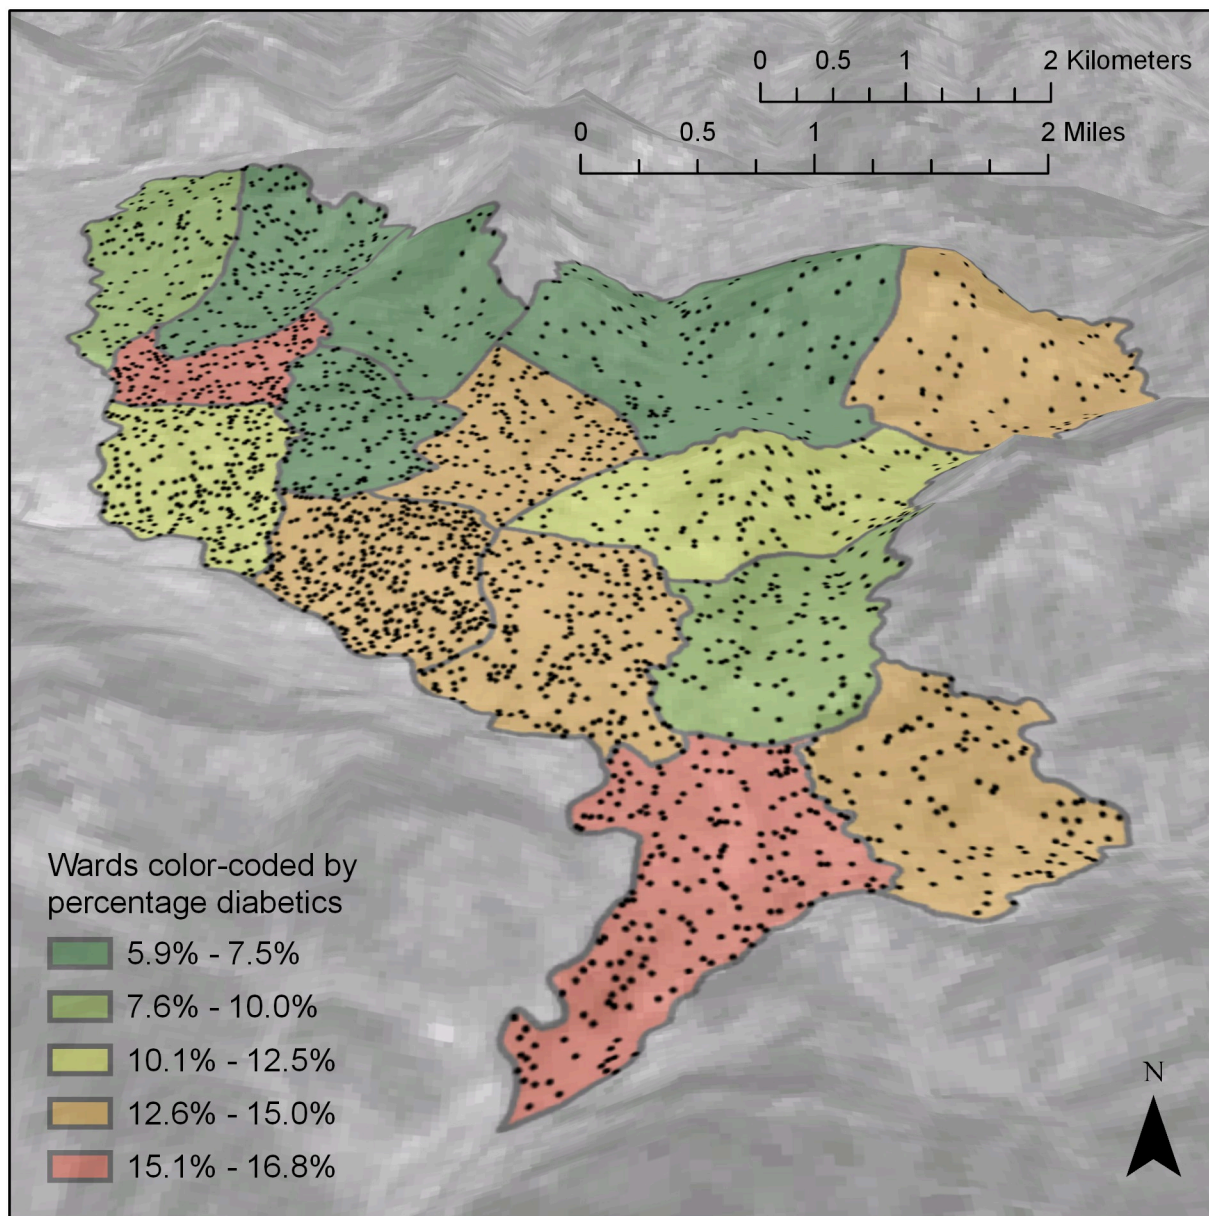 0 0.5 1 2 Kilometers
0 0.5 1 2 Miles
Wards color-coded by
percentage diabetics
5.9% - 7.5%
7.6% - 10.0%
10.1% - 12.5%
12.6% - 15.0%
15.1% - 16.8%
N